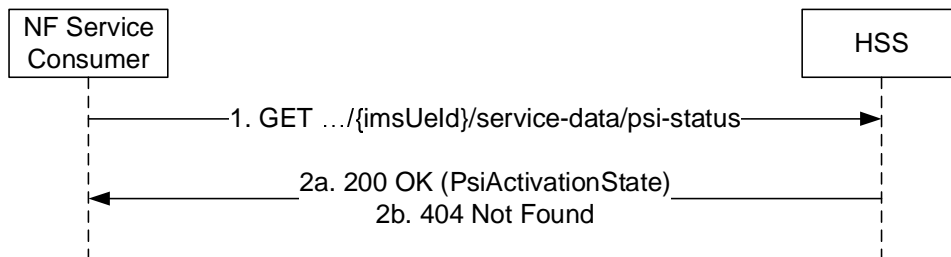 NF Service
Consumer
HSS
1. GET …/{imsUeId}/service-data/psi-status
2a. 200 OK (PsiActivationState)
2b. 404 Not Found